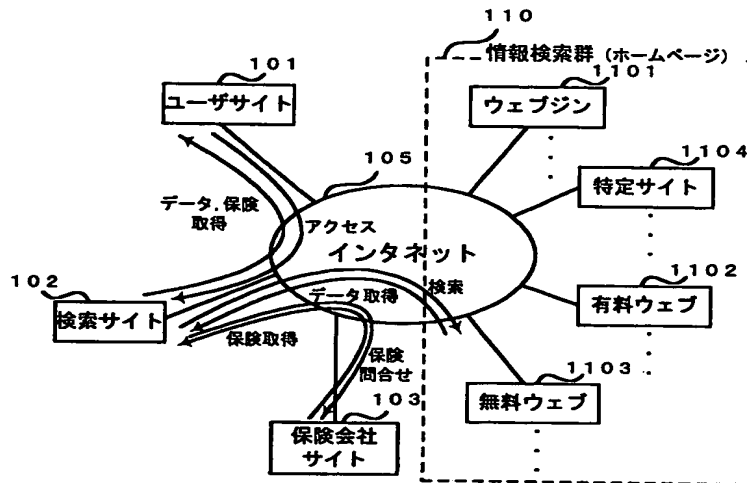 110
情報検索群(ホームページ)
101
ユーザサイト
1101
ウェブジン
1104
特定サイト
105
データ.保険
取得
アクセス
インタネット
102
検索サイト
データ取得
検索
1102
有料ウェブ
保険取得
保険
問合せ
1103
無料ウェブ
103
保険会社
サイト